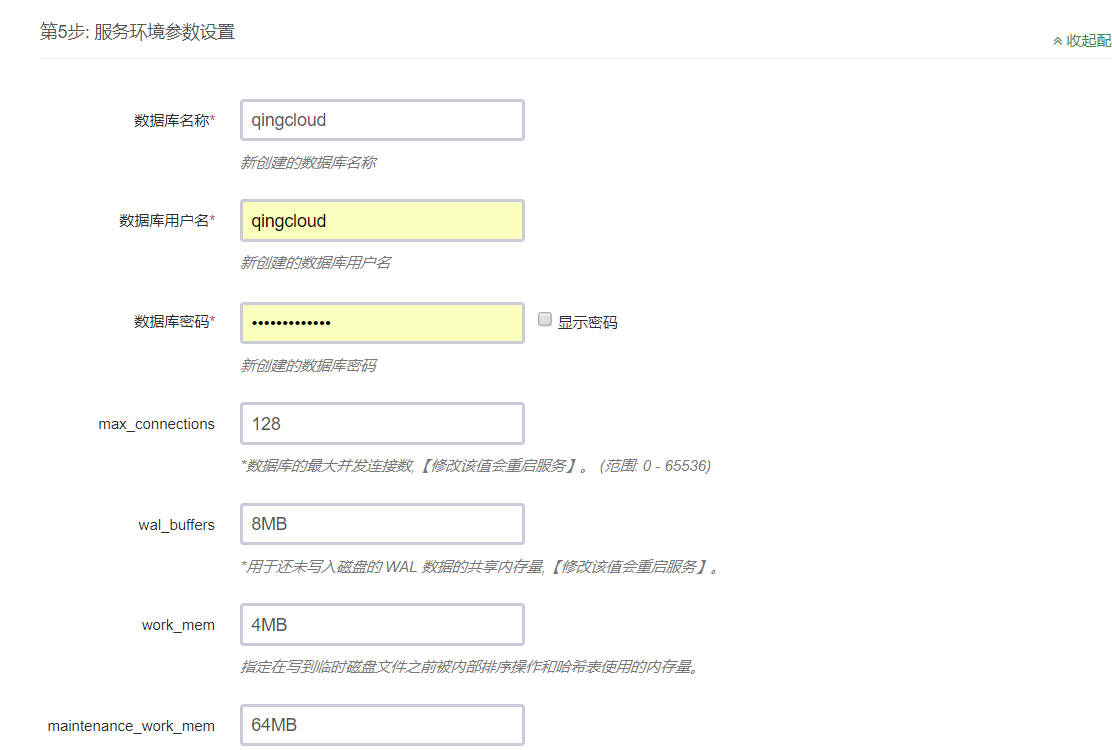 第5步: 服务环境参数设置
收起配
数据库名称*
qingcloud
新创建的数据库名称
数据库用户名*
qingcloud
新创建的数据库用户名
数据库密码*
•••••••••••••
显示密码
新创建的数据库密码
max_connections
128
*数据库的最大并发连接数,【修改该值会重启服务】。 (范围: 0 - 65536)
wal_buffers
8MB
*用于还未写入磁盘的 WAL 数据的共享内存量,【修改该值会重启服务】。
work_mem
4MB
指定在写到临时磁盘文件之前被内部排序操作和哈希表使用的内存量。
maintenance_work_mem
64MB